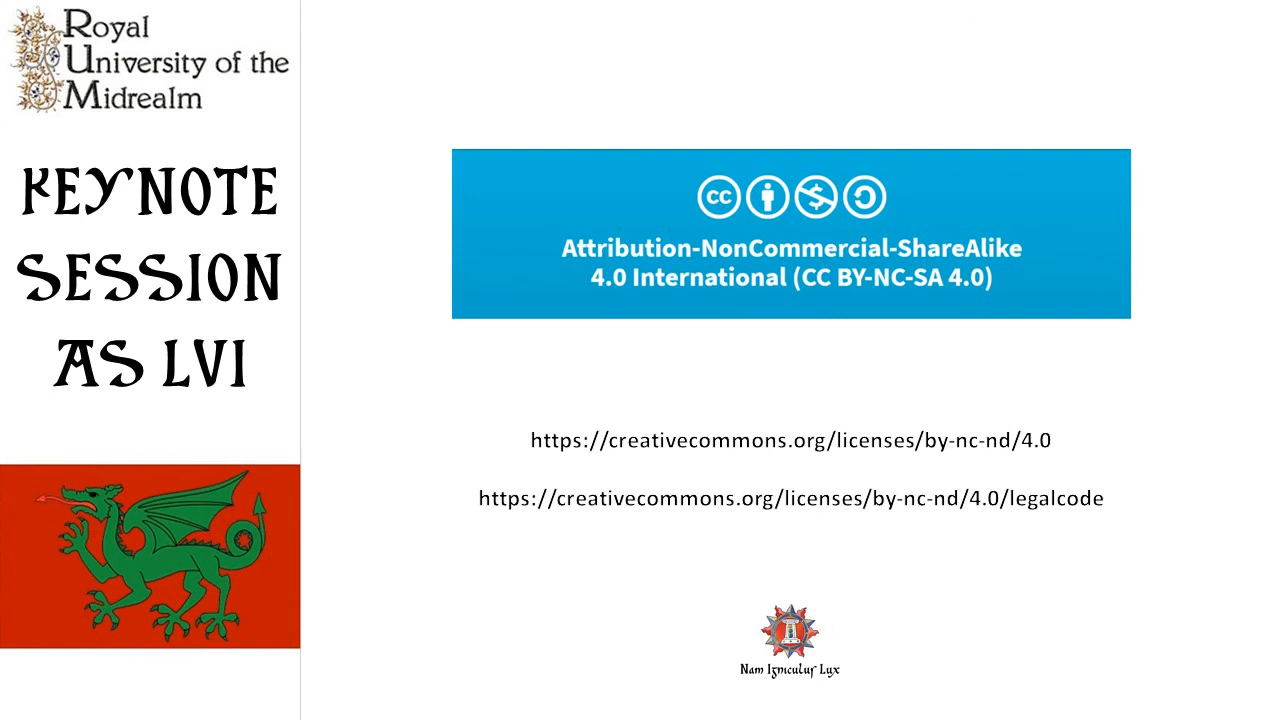 Royal
University of the
Midrealm
KEYNOTE
SESSION
AS LVI
cc
Attribution-NonCommercial-ShareAlike
4.0 International (CC BY-NC-SA 4.0)
https://creativecommons.org/licenses/by-nc-nd/4.0
https://creativecommons.org/licenses/by-nc-nd/4.0/legalcode
Nam Igniculus Lux